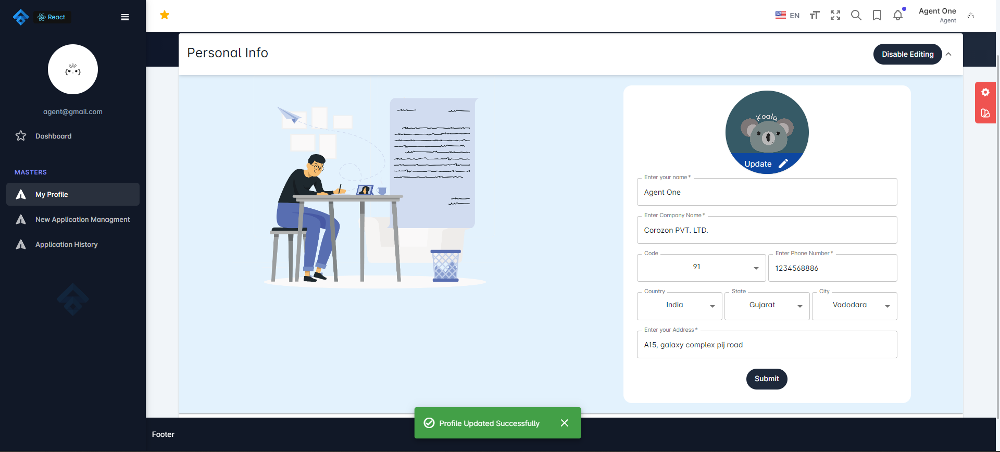 React
EN
Agent One
Agent
agent@gmail.com
Dashboard
MASTERS
My Profile
New Application Managment
Application History
Personal Info
Disable Editing
Koala
Update
Enter your name *
Agent One
Enter Company Name *
Corozon PVT. LTD.
Code
91
Enter Phone Number *
1234568886
Country
India
State
Gujarat
City
Vadodara
Enter your Address *
A15, galaxy complex pij road
Submit
Profile Updated Successfully
Footer